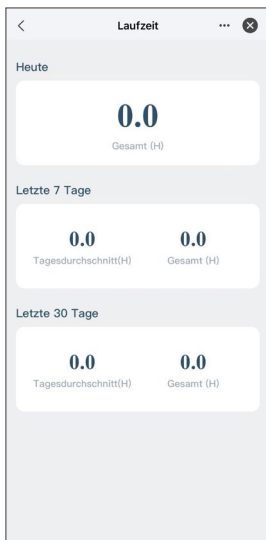 Laufzeit
Heute
0.0
Gesamt (H)
Letzte 7 Tage
0.0 0.0
Tagesdurchschnitt(H) Gesamt (H)
Letzte 30 Tage
0.0 0.0
Tagesdurchschnitt(H) Gesamt (H)